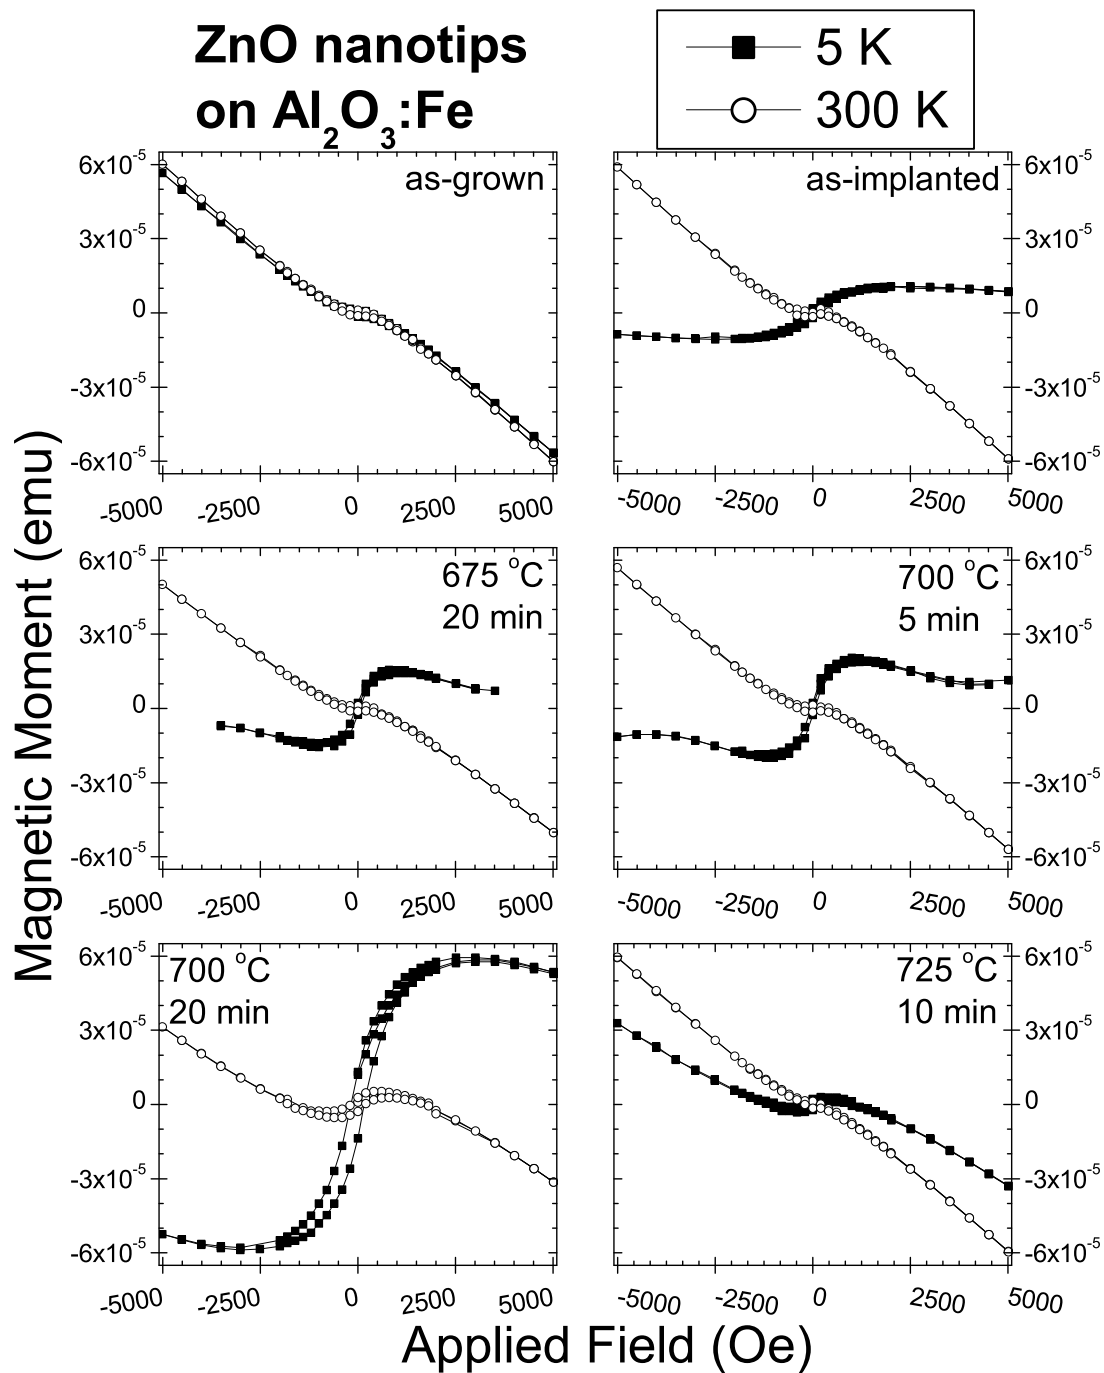 ZnO nanotips
on Al₂O₃:Fe
5 K
300 K
6x10⁻⁵
3x10⁻⁵
0
-3x10⁻⁵
-6x10⁻⁵
as-grown
-5000 -2500 0 2500 5000
as-implanted
6x10⁻⁵
3x10⁻⁵
0
-3x10⁻⁵
-6x10⁻⁵
-5000 -2500 0 2500 5000
Magnetic Moment (emu)
6x10⁻⁵
3x10⁻⁵
0
-3x10⁻⁵
-6x10⁻⁵
675 °C
20 min
-5000 -2500 0 2500 5000
700 °C
5 min
6x10⁻⁵
3x10⁻⁵
0
-3x10⁻⁵
-6x10⁻⁵
-5000 -2500 0 2500 5000
6x10⁻⁵
3x10⁻⁵
0
-3x10⁻⁵
-6x10⁻⁵
700 °C
20 min
-5000 -2500 0 2500 5000
725 °C
10 min
6x10⁻⁵
3x10⁻⁵
0
-3x10⁻⁵
-6x10⁻⁵
-5000 -2500 0 2500 5000
Applied Field (Oe)